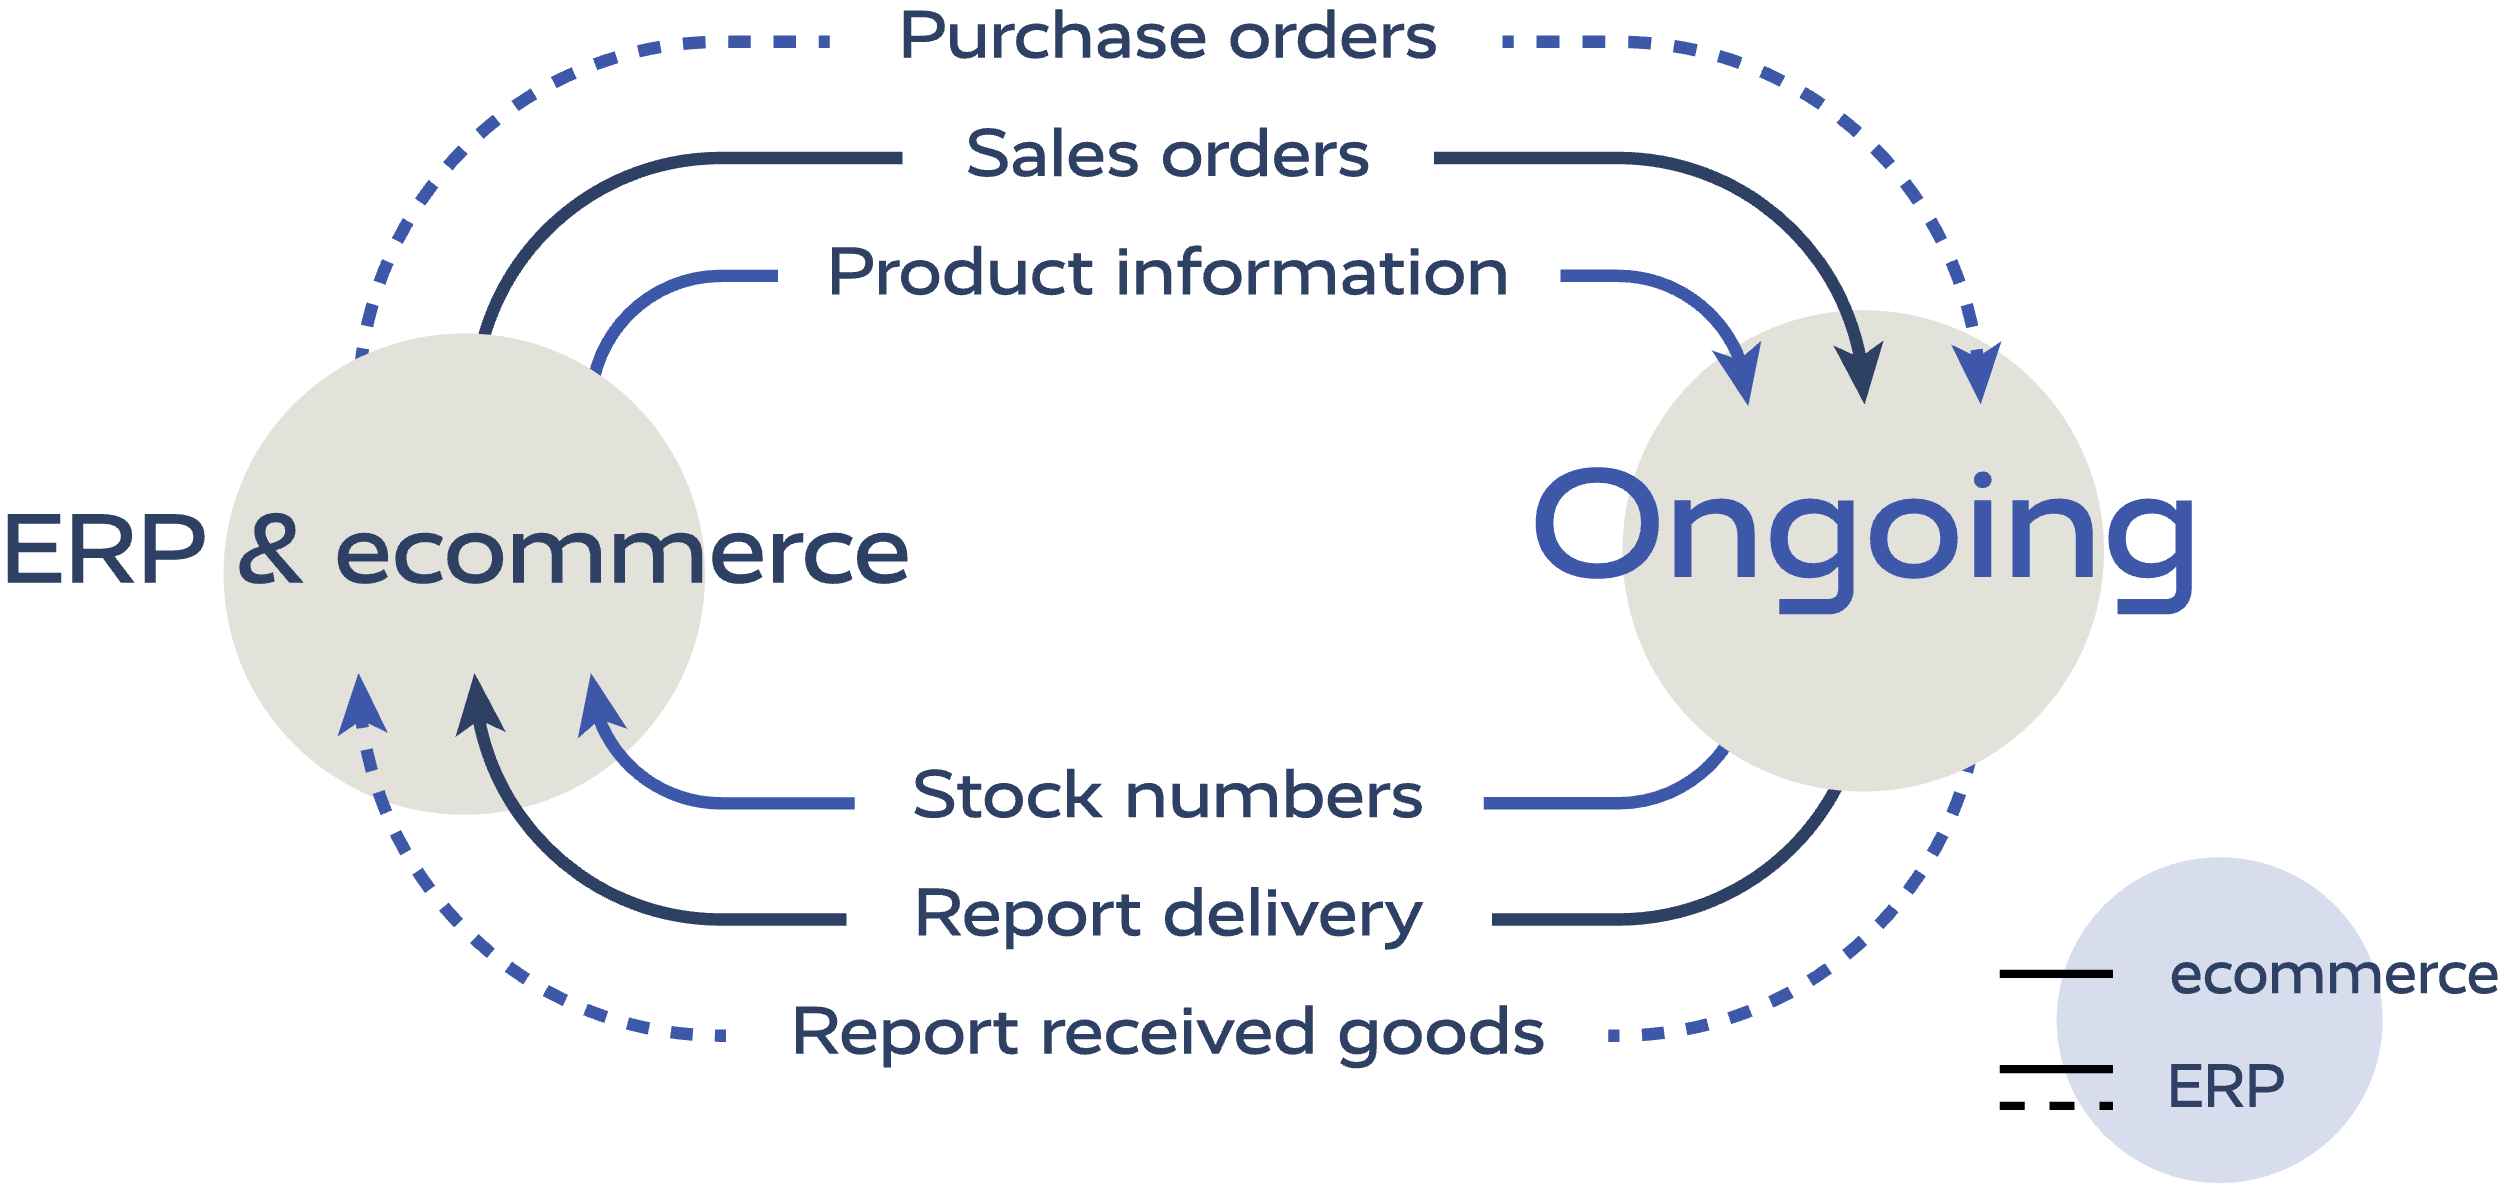 Purchase orders
Sales orders
Product information
ERP & ecommerce
Ongoing
Stock numbers
Report delivery
Report received goods
ecommerce
ERP